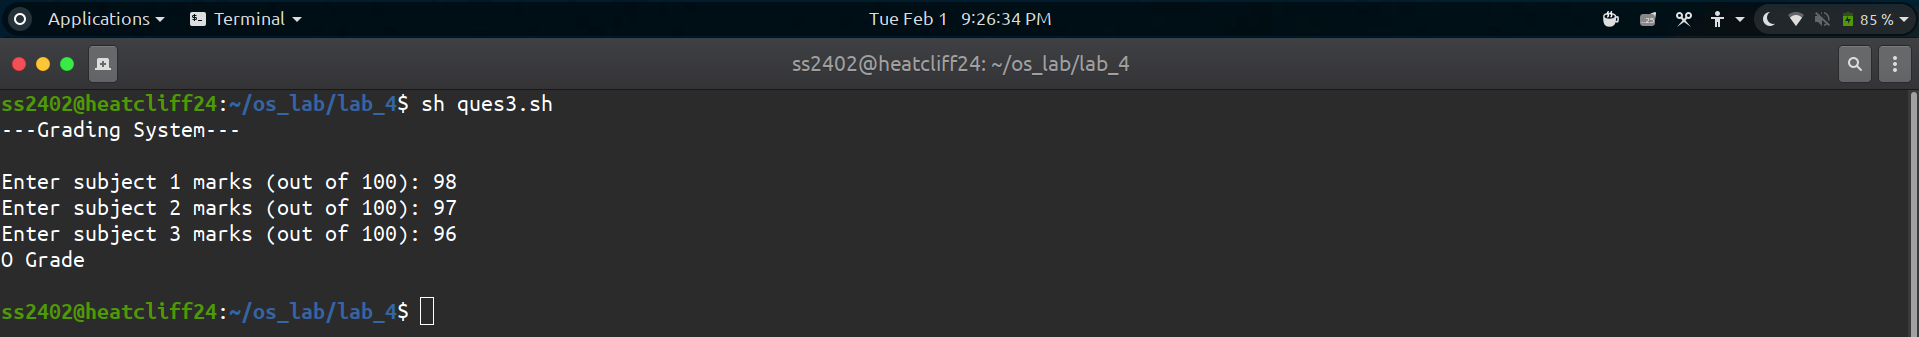 Applications Terminal Tue Feb 1 9:26:34 PM 85 %
ss2402@heatcliff24: ~/os_lab/lab_4
ss2402@heatcliff24:~/os_lab/lab_4$ sh ques3.sh
---Grading System---
Enter subject 1 marks (out of 100): 98
Enter subject 2 marks (out of 100): 97
Enter subject 3 marks (out of 100): 96
O Grade
ss2402@heatcliff24:~/os_lab/lab_4$